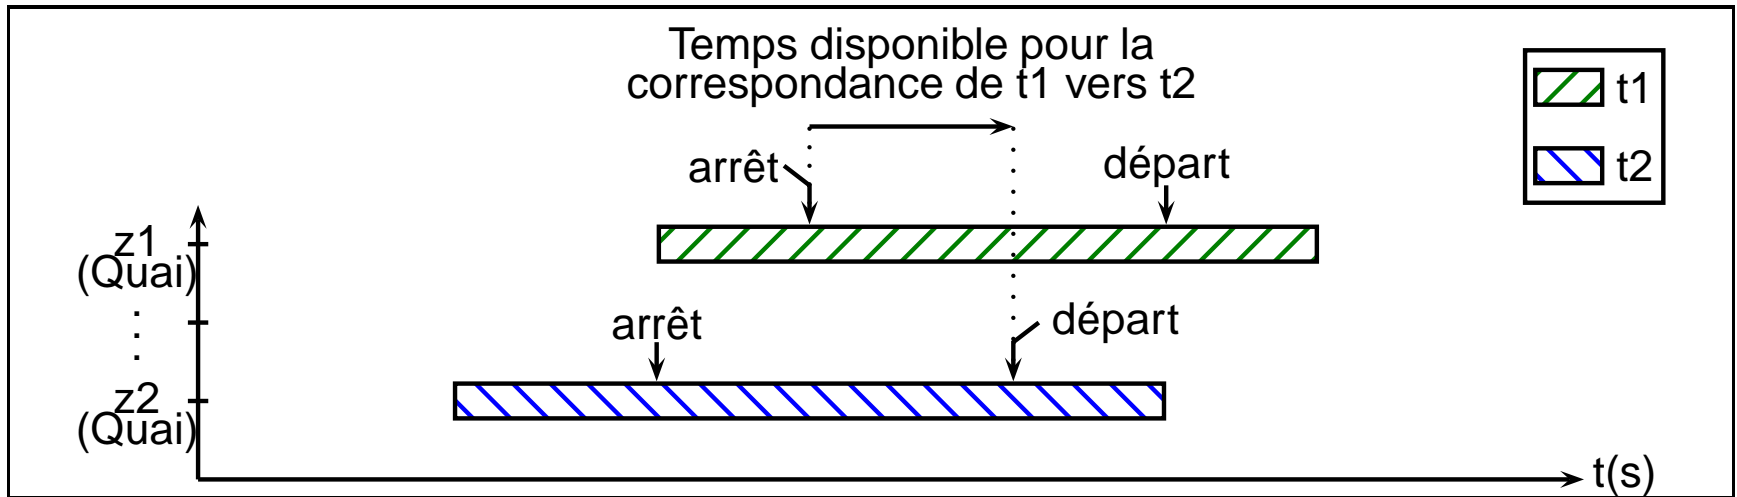 Temps disponible pour la
correspondance de t1 vers t2
t1
t2
arrêt
départ
z1
(Quai)
arrêt
départ
z2
(Quai)
t(s)